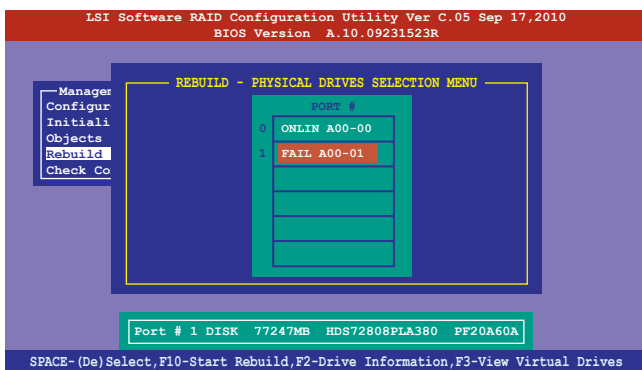 LSI Software RAID Configuration Utility Ver C.05 Sep 17,2010
BIOS Version A.10.09231523R
REBUILD - PHYSICAL DRIVES SELECTION MENU
Managem
Configur
Initiali
Objects
Rebuild
Check Co
PORT #
0 ONLIN A00-00
1 FAIL A00-01
Port # 1 DISK 77247MB HDS72808PLA380 PF20A60A
SPACE-(De)Select,F10-Start Rebuild,F2-Drive Information,F3-View Virtual Drives